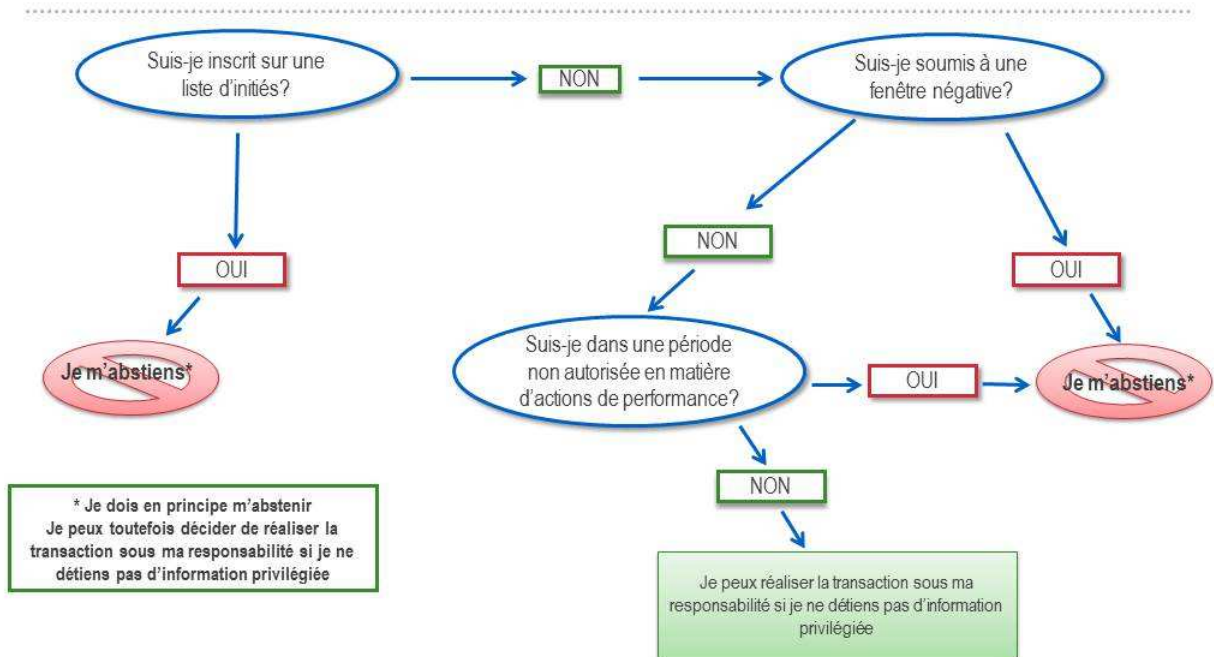 Suis-je inscrit sur une
liste d'initiés?
NON
Suis-je soumis à une
fenêtre négative?
NON
OUI
OUI
Suis-je dans une période
non autorisée en matière
d'actions de performance?
OUI
Je m'abstiens*
Je m'abstiens*
NON
* Je dois en principe m'abstenir
Je peux toutefois décider de réaliser la
transaction sous ma responsabilité si je ne
détiens pas d'information privilégiée
Je peux réaliser la transaction sous ma
responsabilité si je ne détiens pas d'information
privilégiée